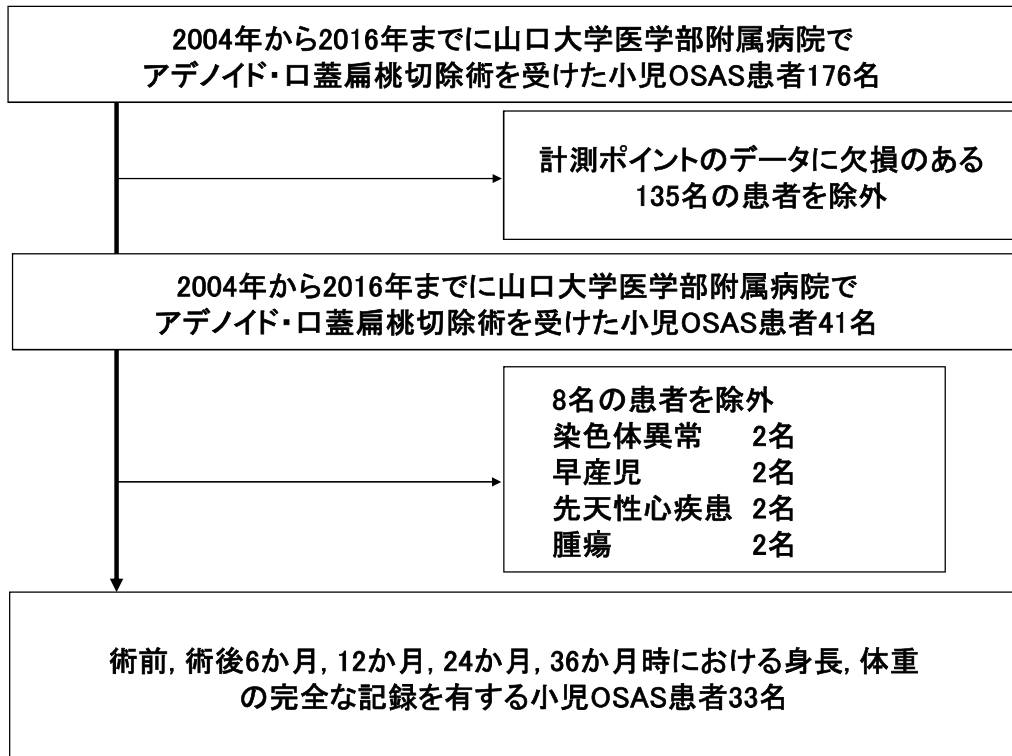 2004年から2016年までに山口大学医学部附属病院で
アデノイド・口蓋扁桃切除術を受けた小児OSAS患者176名
計測ポイントのデータに欠損のある
135名の患者を除外
2004年から2016年までに山口大学医学部附属病院で
アデノイド・口蓋扁桃切除術を受けた小児OSAS患者41名
8名の患者を除外
染色体異常 2名
早産児 2名
先天性心疾患 2名
腫瘍 2名
術前, 術後6か月, 12か月, 24か月, 36か月時における身長, 体重
の完全な記録を有する小児OSAS患者33名